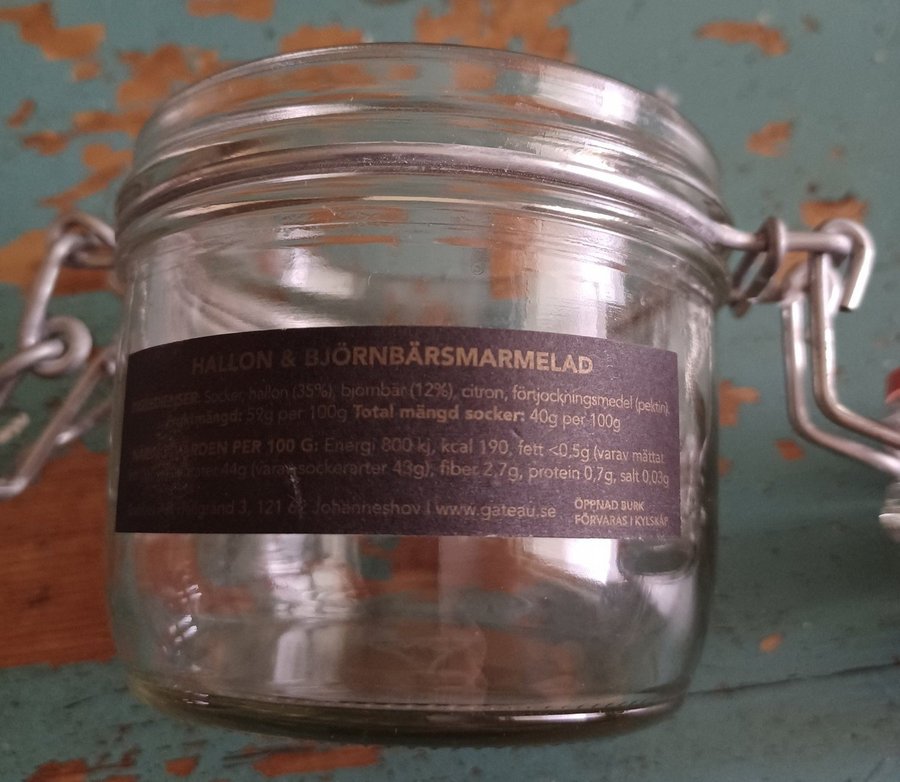 HALLON & BJÖRNBÄRSMARMELAD
INGREDIENSER: Socker, hallon (35%), björnbär (12%), citron, förtjockningsmedel (pektin).
Fruktmängd: 59g per 100g Total mängd socker: 40g per 100g
PER 100 G: Energi 800 kj, kcal 190, fett <0,5g (varav mättat
44g (varav sockerarter 43g), fiber 2,7g, protein 0,7g, salt 0,03g
3, 121 62 Johanneshov | www.gateau.se
ÖPPNAD BURK
FÖRVARAS I KYLSKÅP